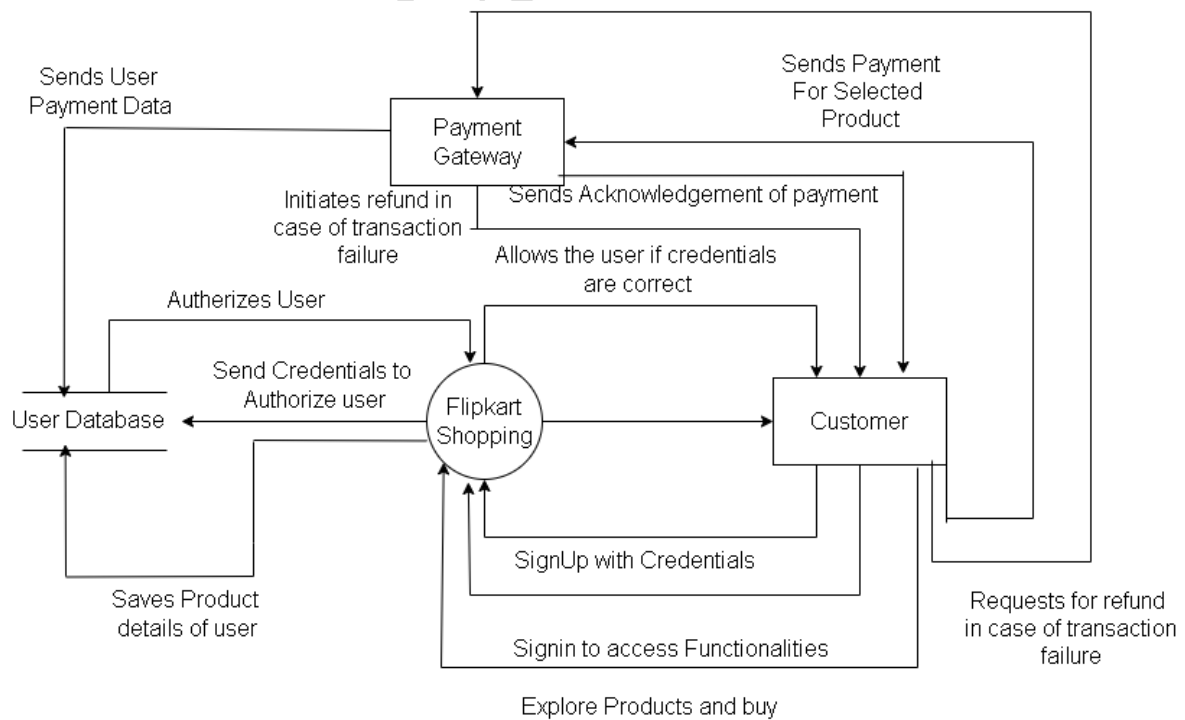 Sends User
Payment Data
Sends Payment
For Selected
Product
Payment
Gateway
Initiates refund in
case of transaction
failure
Sends Acknowledgement of payment
Allows the user if credentials
are correct
Autherizes User
Send Credentials to
Authorize user
User Database
Flipkart
Shopping
Customer
SignUp with Credentials
Saves Product
details of user
Requests for refund
in case of transaction
failure
Signin to access Functionalities
Explore Products and buy